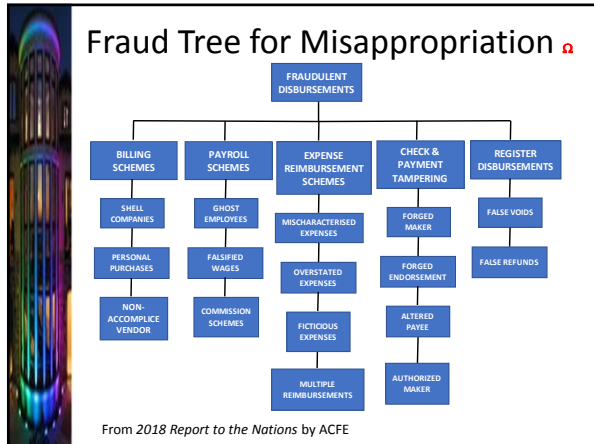 Fraud Tree for Misappropriation Ω
FRAUDULENT
DISBURSEMENTS
BILLING
SCHEMES
SHELL
COMPANIES
PERSONAL
PURCHASES
NON-
ACCOMPLICE
VENDOR
PAYROLL
SCHEMES
GHOST
EMPLOYEES
FALSIFIED
WAGES
COMMISSION
SCHEMES
EXPENSE
REIMBURSEMENT
SCHEMES
MISCHARACTERISED
EXPENSES
OVERSTATED
EXPENSES
FICTICIOUS
EXPENSES
MULTIPLE
REIMBURSEMENTS
CHECK &
PAYMENT
TAMPERING
FORGED
MAKER
FORGED
ENDORSEMENT
ALTERED
PAYEE
AUTHORIZED
MAKER
REGISTER
DISBURSEMENTS
FALSE VOIDS
FALSE REFUNDS
From 2018 Report to the Nations by ACFE